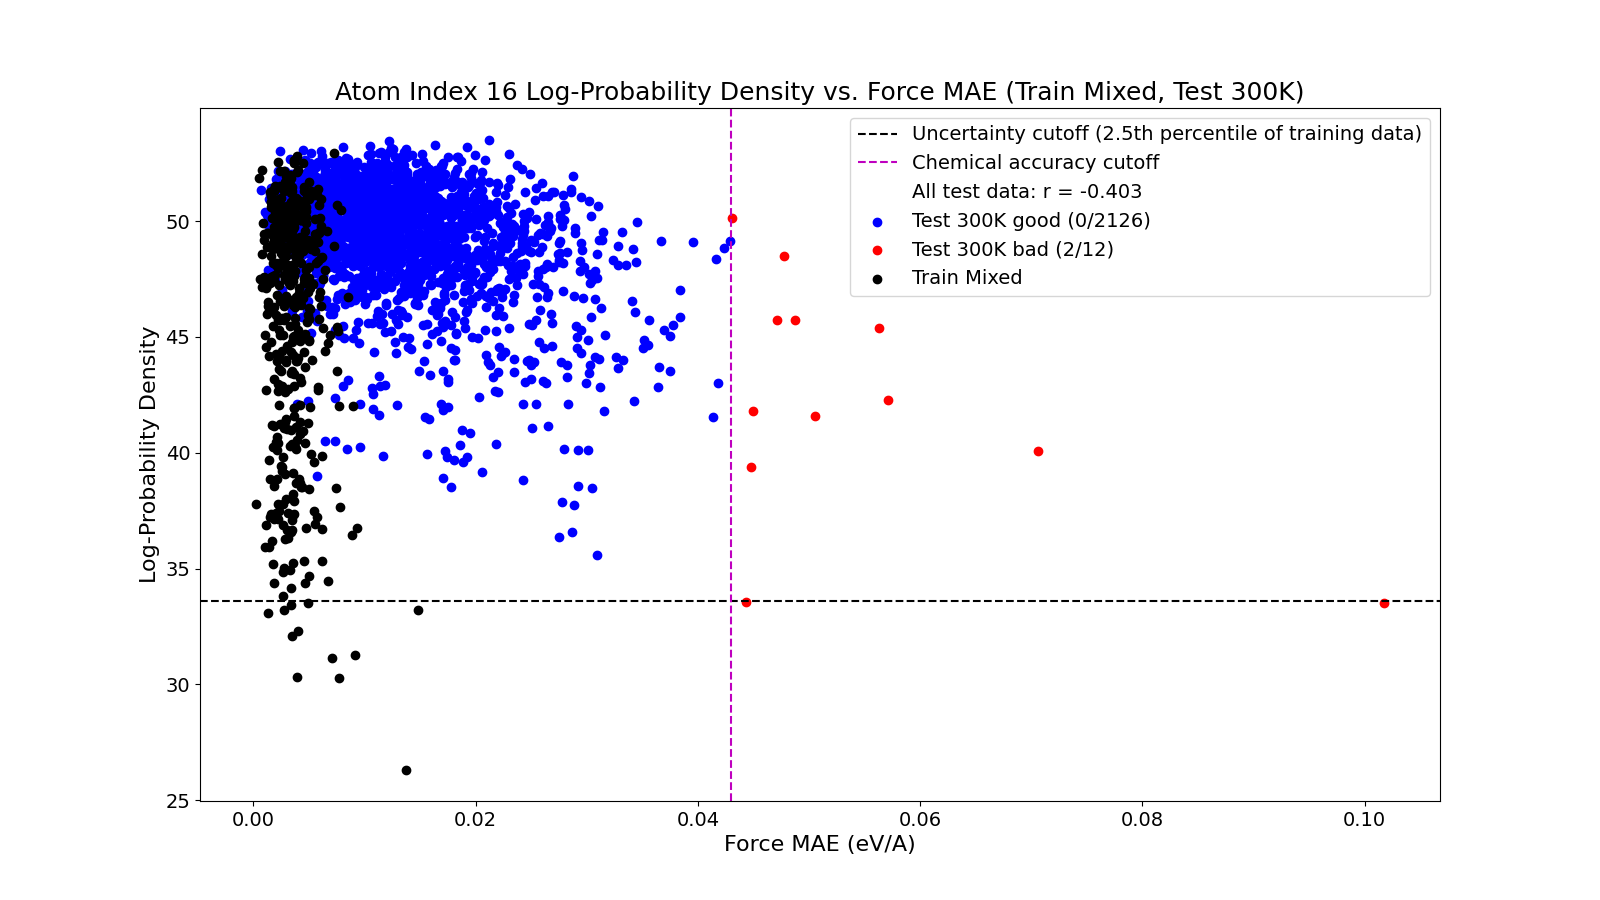 Atom Index 16 Log-Probability Density vs. Force MAE (Train Mixed, Test 300K)
Uncertainty cutoff (2.5th percentile of training data)
Chemical accuracy cutoff
All test data: r = -0.403
Test 300K good (0/2126)
Test 300K bad (2/12)
Train Mixed
Log-Probability Density
50
45
40
35
30
25
0.00
0.02
0.04
0.06
0.08
0.10
Force MAE (eV/A)